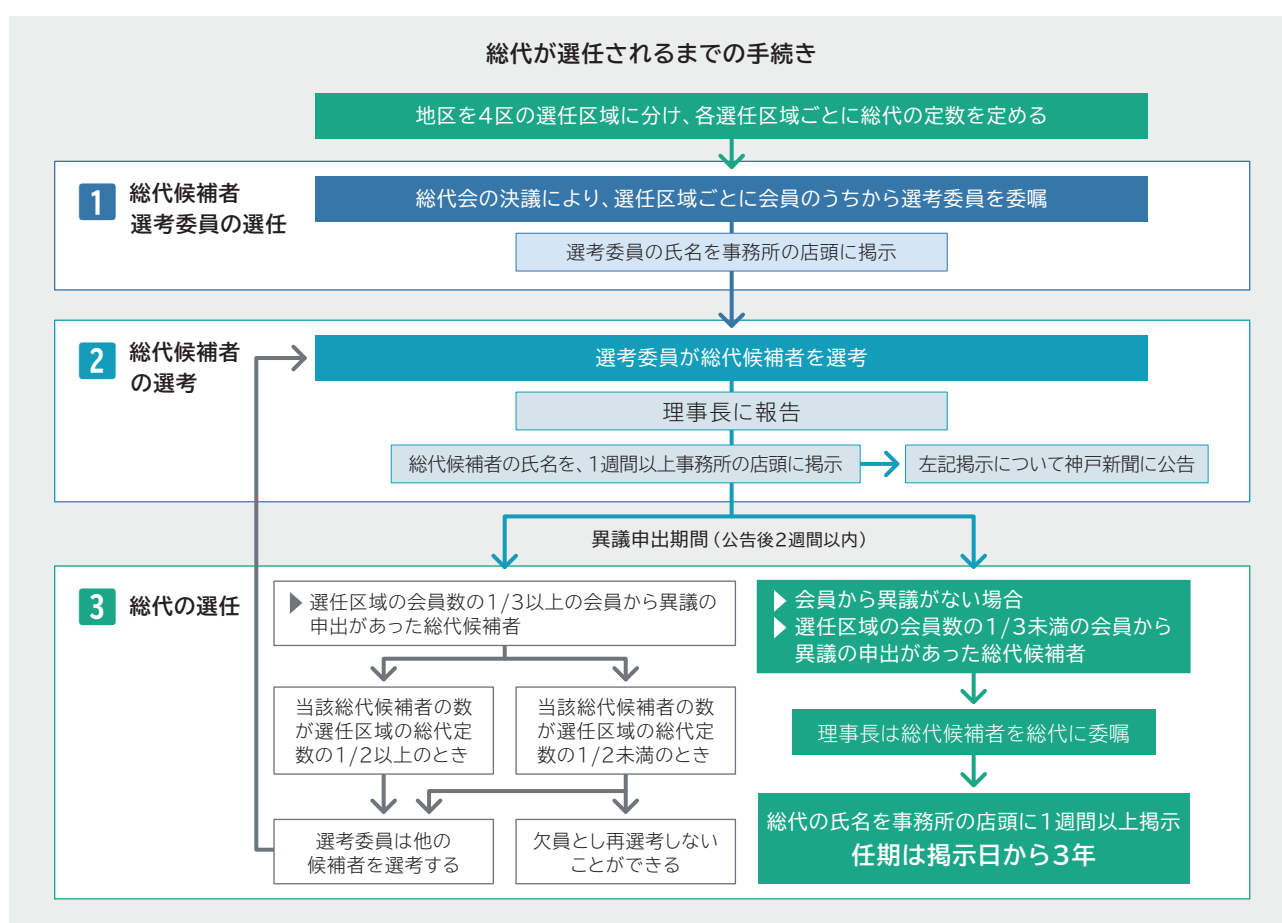 総代が選任されるまでの手続き
地区を4区の選任区域に分け、各選任区域ごとに総代の定数を定める
1 総代候補者
選考委員の選任
総代会の決議により、選任区域ごとに会員のうちから選考委員を委嘱
選考委員の氏名を事務所の店頭に掲示
2 総代候補者
の選考
選考委員が総代候補者を選考
理事長に報告
総代候補者の氏名を、1週間以上事務所の店頭に掲示
左記掲示について神戸新聞に公告
異議申出期間(公告後2週間以内)
3 総代の選任
▶選任区域の会員数の1/3以上の会員から異議の
申出があった総代候補者
当該総代候補者の数
が選任区域の総代定
数の1/2以上のとき
当該総代候補者の数
が選任区域の総代定
数の1/2未満のとき
選考委員は他の
候補者を選考する
欠員とし再選考しない
ことができる
▶会員から異議がない場合
▶選任区域の会員数の1/3未満の会員から
異議の申出があった総代候補者
理事長は総代候補者を総代に委嘱
総代の氏名を事務所の店頭に1週間以上掲示
任期は掲示日から3年